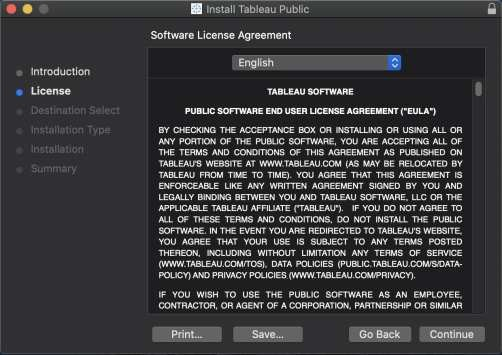 Install Tableau Public
Software License Agreement
English
Introduction
License
Destination Select
Installation Type
Installation
Summary
TABLEAU SOFTWARE
PUBLIC SOFTWARE END USER LICENSE AGREEMENT ("EULA")
BY CHECKING THE ACCEPTANCE BOX OR INSTALLING OR USING ALL OR
ANY PORTION OF THE PUBLIC SOFTWARE, YOU ARE ACCEPTING ALL OF
THE TERMS AND CONDITIONS OF THIS AGREEMENT AS PUBLISHED ON
TABLEAU'S WEBSITE AT WWW.TABLEAU.COM (AS MAY BE RELOCATED BY
TABLEAU FROM TIME TO TIME). YOU AGREE THAT THIS AGREEMENT IS
ENFORCEABLE LIKE ANY WRITTEN AGREEMENT SIGNED BY YOU AND
LEGALLY BINDING BETWEEN YOU AND TABLEAU SOFTWARE, LLC OR THE
APPLICABLE TABLEAU AFFILIATE ("TABLEAU"). IF YOU DO NOT AGREE TO
ALL OF THESE TERMS AND CONDITIONS, DO NOT INSTALL THE PUBLIC
SOFTWARE. IN THE EVENT YOU ARE REDIRECTED TO TABLEAU'S WEBSITE,
YOU AGREE THAT YOUR USE IS SUBJECT TO ANY TERMS POSTED
THEREON, INCLUDING WITHOUT LIMITATION ANY TERMS OF SERVICE
(WWW.TABLEAU.COM/TOS), DATA POLICIES (PUBLIC.TABLEAU.COM/S/DATA-
POLICY) AND PRIVACY POLICIES (WWW.TABLEAU.COM/PRIVACY).
IF YOU WISH TO USE THE PUBLIC SOFTWARE AS AN EMPLOYEE,
CONTRACTOR, OR AGENT OF A CORPORATION, PARTNERSHIP OR SIMILAR
Print...
Save...
Go Back
Continue